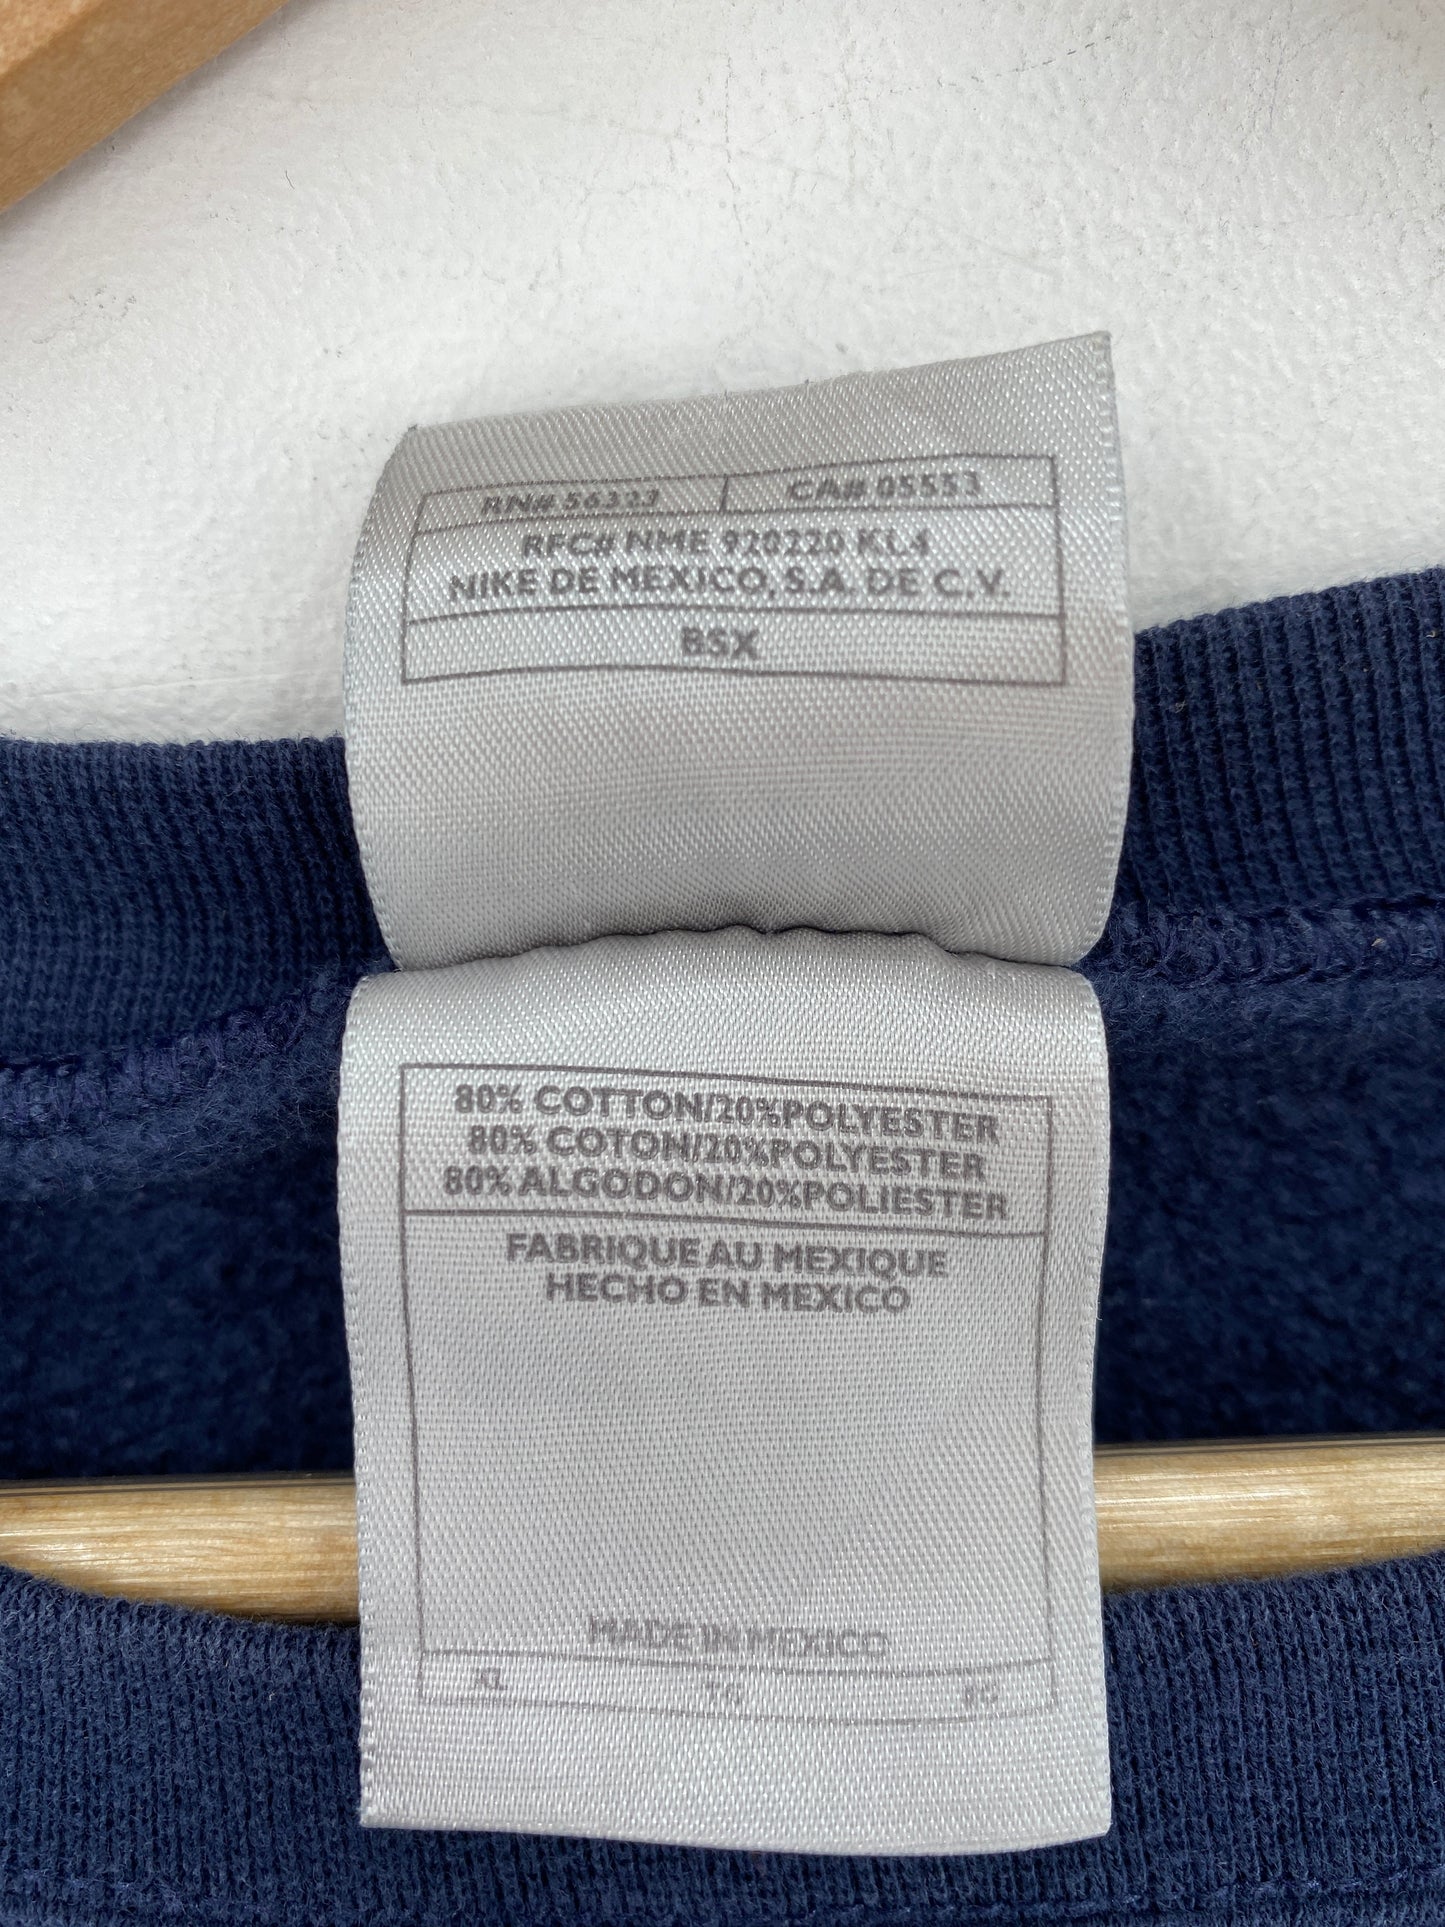 RN# 56323 CA# 05553
RFC# NME 920220 KL4
NIKE DE MEXICO, S.A. DE C.V.
BSX
80% COTTON/20%POLYESTER
80% COTON/20%POLYESTER
80% ALGODON/20%POLIESTER
FABRIQUE AU MEXIQUE
HECHO EN MEXICO
MADE IN MEXICO
XL